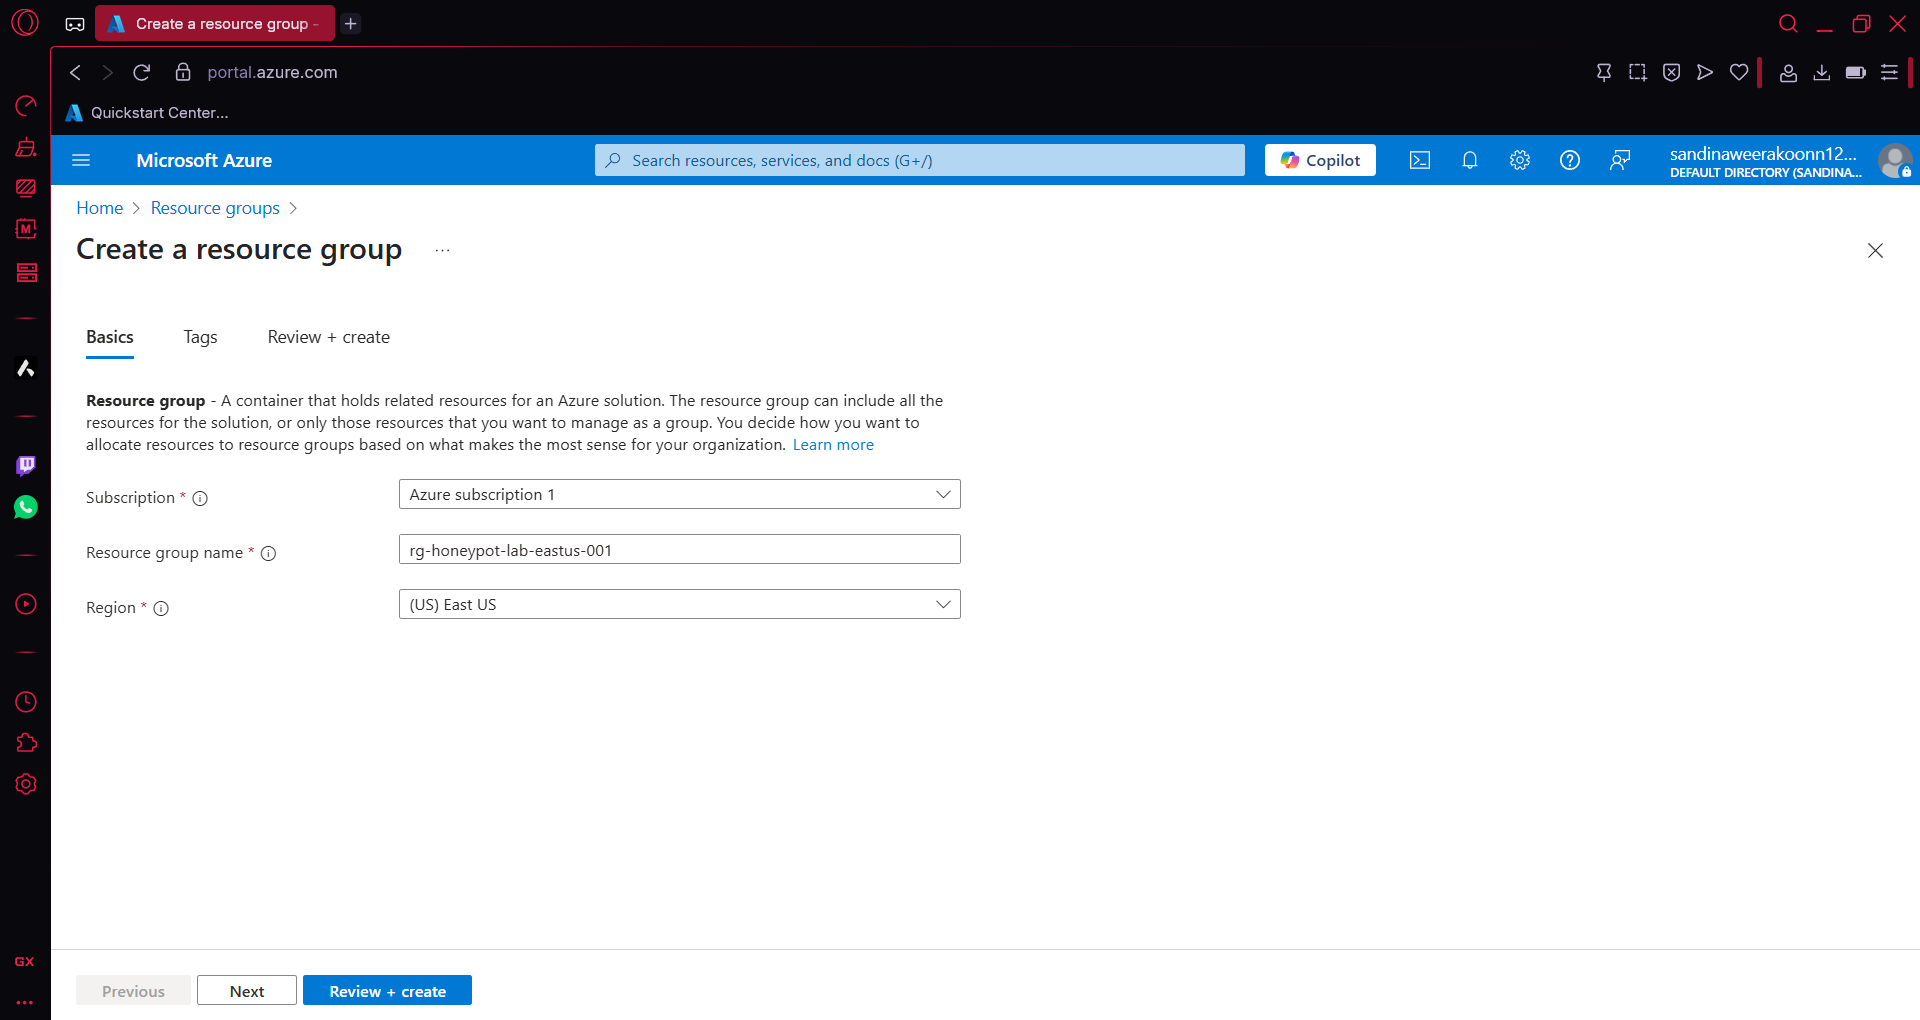 Create a resource group -
portal.azure.com
Quickstart Center...
Microsoft Azure
Search resources, services, and docs (G+/)
Copilot
sandinaweerakoonn12...
DEFAULT DIRECTORY (SANDINA...
Home > Resource groups >
Create a resource group ...
Basics
Tags
Review + create
Resource group - A container that holds related resources for an Azure solution. The resource group can include all the
resources for the solution, or only those resources that you want to manage as a group. You decide how you want to
allocate resources to resource groups based on what makes the most sense for your organization. Learn more
Subscription *
Azure subscription 1
Resource group name *
rg-honeypot-lab-eastus-001
Region *
(US) East US
GX
Previous
Next
Review + create